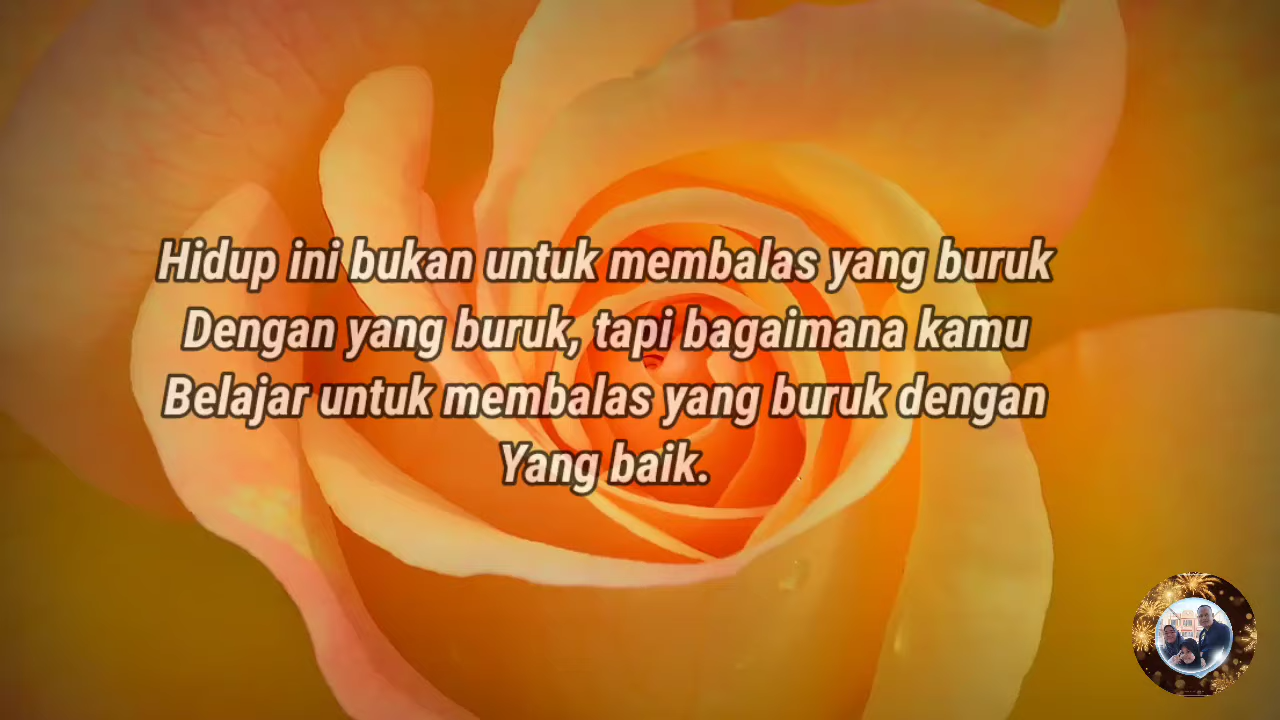 Hidup ini bukan untuk membalas yang buruk
Dengan yang buruk, tapi bagaimana kamu
Belajar untuk membalas yang buruk dengan
Yang baik.